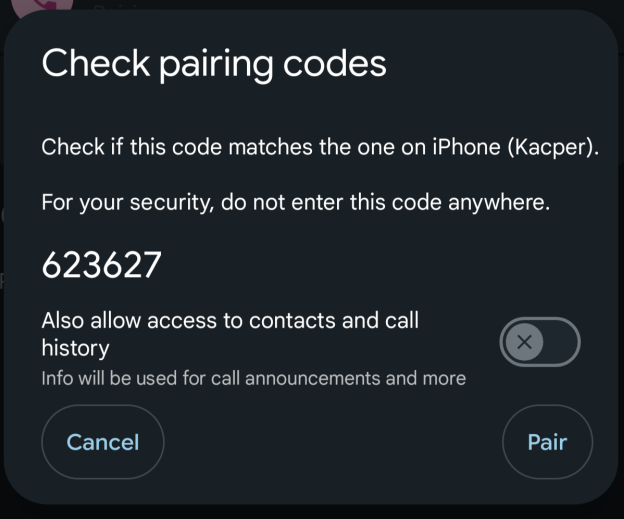 Check pairing codes
Check if this code matches the one on iPhone (Kacper).
For your security, do not enter this code anywhere.
623627
Also allow access to contacts and call
history
Info will be used for call announcements and more
Cancel
Pair